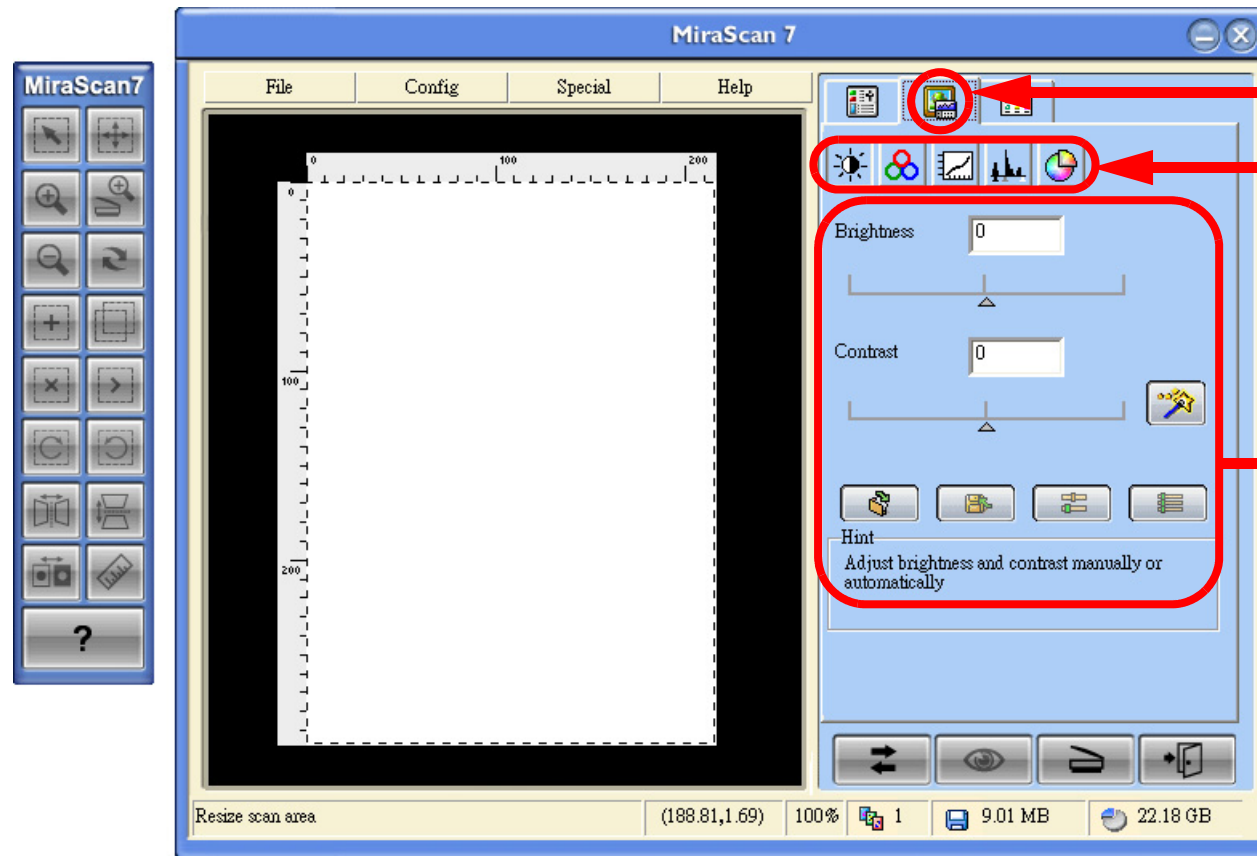 MiraScan 7
MiraScan7
File Config Special Help
0 100 200
0
100
200
Brightness 0
Contrast 0
Hint
Adjust brightness and contrast manually or
automatically
?
Resize scan area (188.81,1.69) 100% 1 9.01 MB 22.18 GB